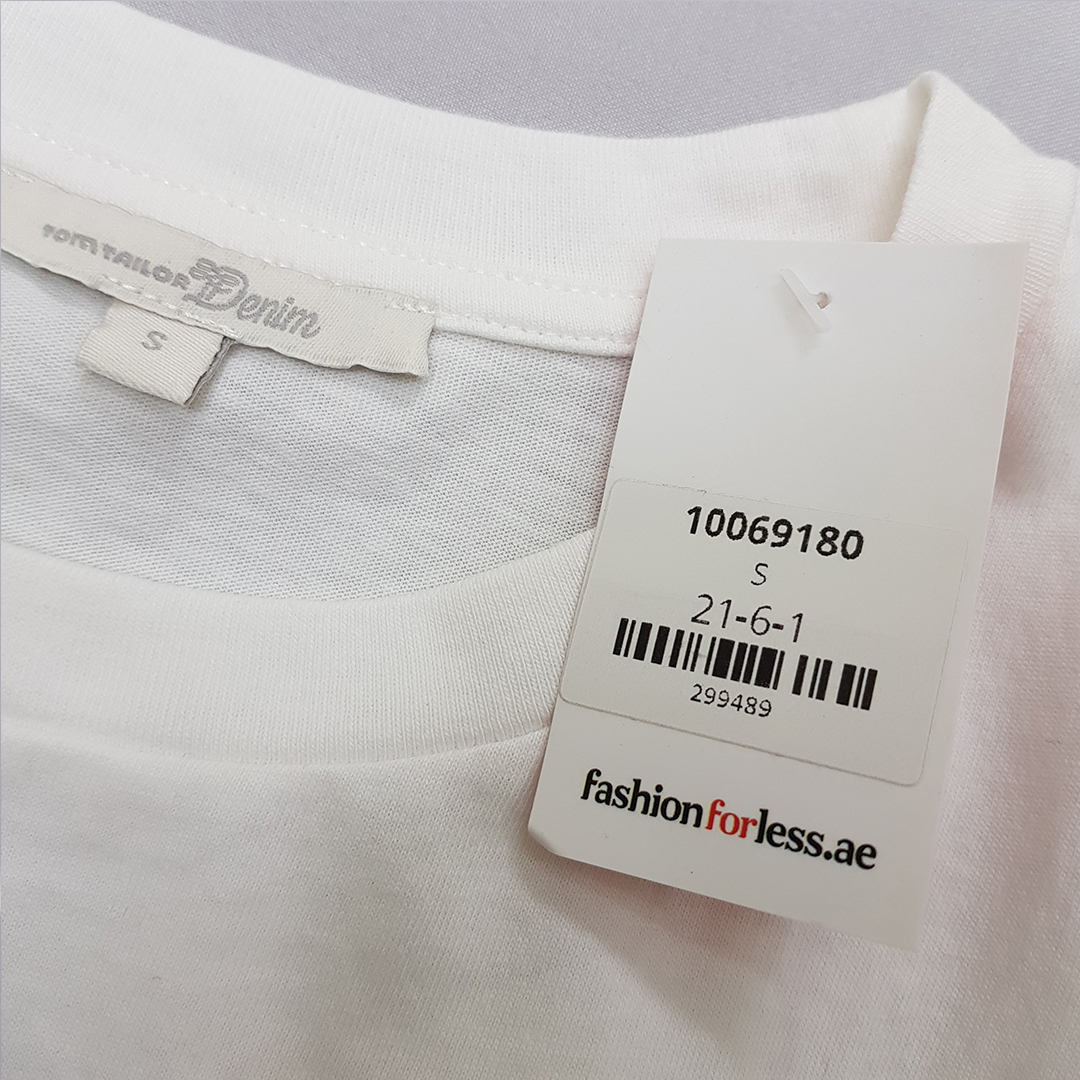 TOM TAILOR Denim
S
10069180
S
21-6-1
299489
fashionforless.ae